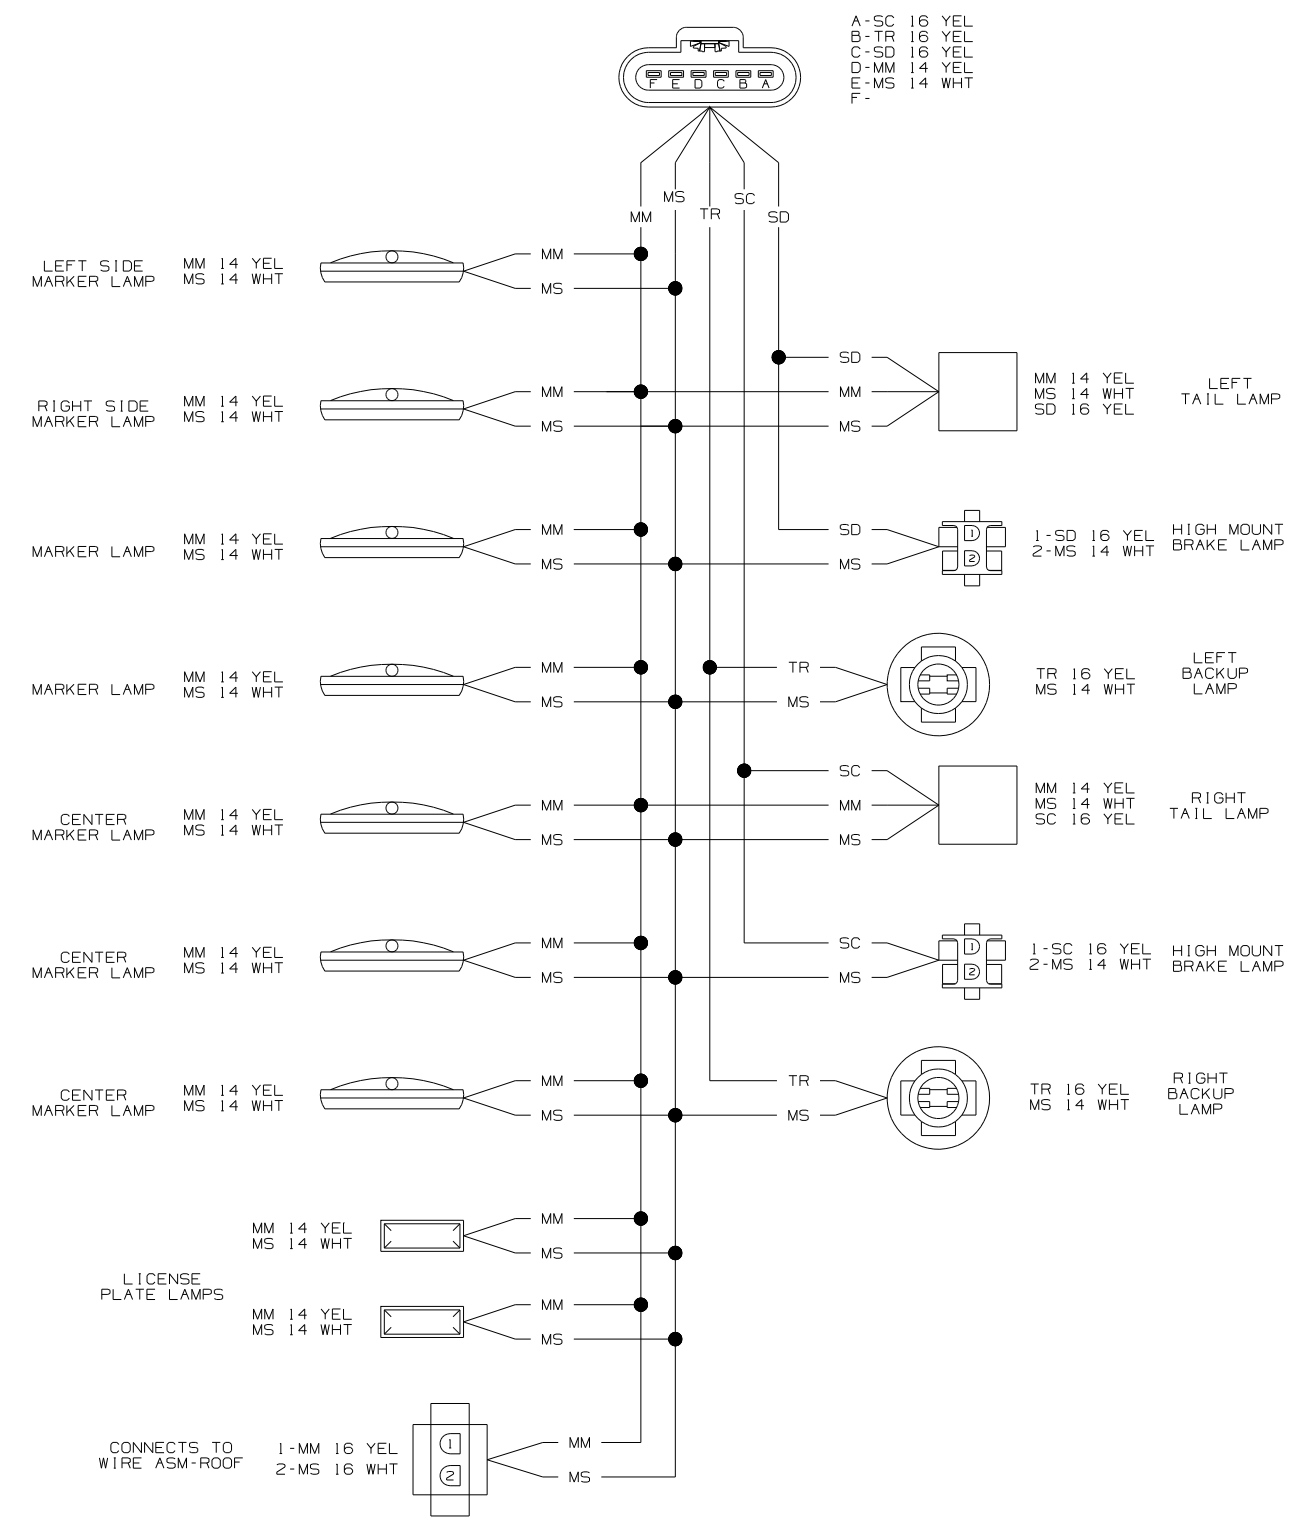 A-SC 16 YEL
B-TR 16 YEL
C-SD 16 YEL
D-MM 14 YEL
E-MS 14 WHT
F-
F E D C B A
MM
MS
TR
SC
SD
LEFT SIDE
MARKER LAMP
MM 14 YEL
MS 14 WHT
MM
MS
RIGHT SIDE
MARKER LAMP
MM 14 YEL
MS 14 WHT
MM
MS
SD
MM
MS
MM 14 YEL
MS 14 WHT
SD 16 YEL
LEFT
TAIL LAMP
MARKER LAMP
MM 14 YEL
MS 14 WHT
MM
MS
SD
MS
1
2
1-SD 16 YEL
2-MS 14 WHT
HIGH MOUNT
BRAKE LAMP
MARKER LAMP
MM 14 YEL
MS 14 WHT
MM
MS
TR
MS
TR 16 YEL
MS 14 WHT
LEFT
BACKUP
LAMP
CENTER
MARKER LAMP
MM 14 YEL
MS 14 WHT
MM
MS
SC
MM
MS
MM 14 YEL
MS 14 WHT
SC 16 YEL
RIGHT
TAIL LAMP
CENTER
MARKER LAMP
MM 14 YEL
MS 14 WHT
MM
MS
SC
MS
1
2
1-SC 16 YEL
2-MS 14 WHT
HIGH MOUNT
BRAKE LAMP
CENTER
MARKER LAMP
MM 14 YEL
MS 14 WHT
MM
MS
TR
MS
TR 16 YEL
MS 14 WHT
RIGHT
BACKUP
LAMP
LICENSE
PLATE LAMPS
MM 14 YEL
MS 14 WHT
MM
MS
MM 14 YEL
MS 14 WHT
MM
MS
CONNECTS TO
WIRE ASM-ROOF
1-MM 16 YEL
2-MS 16 WHT
1
2
MM
MS